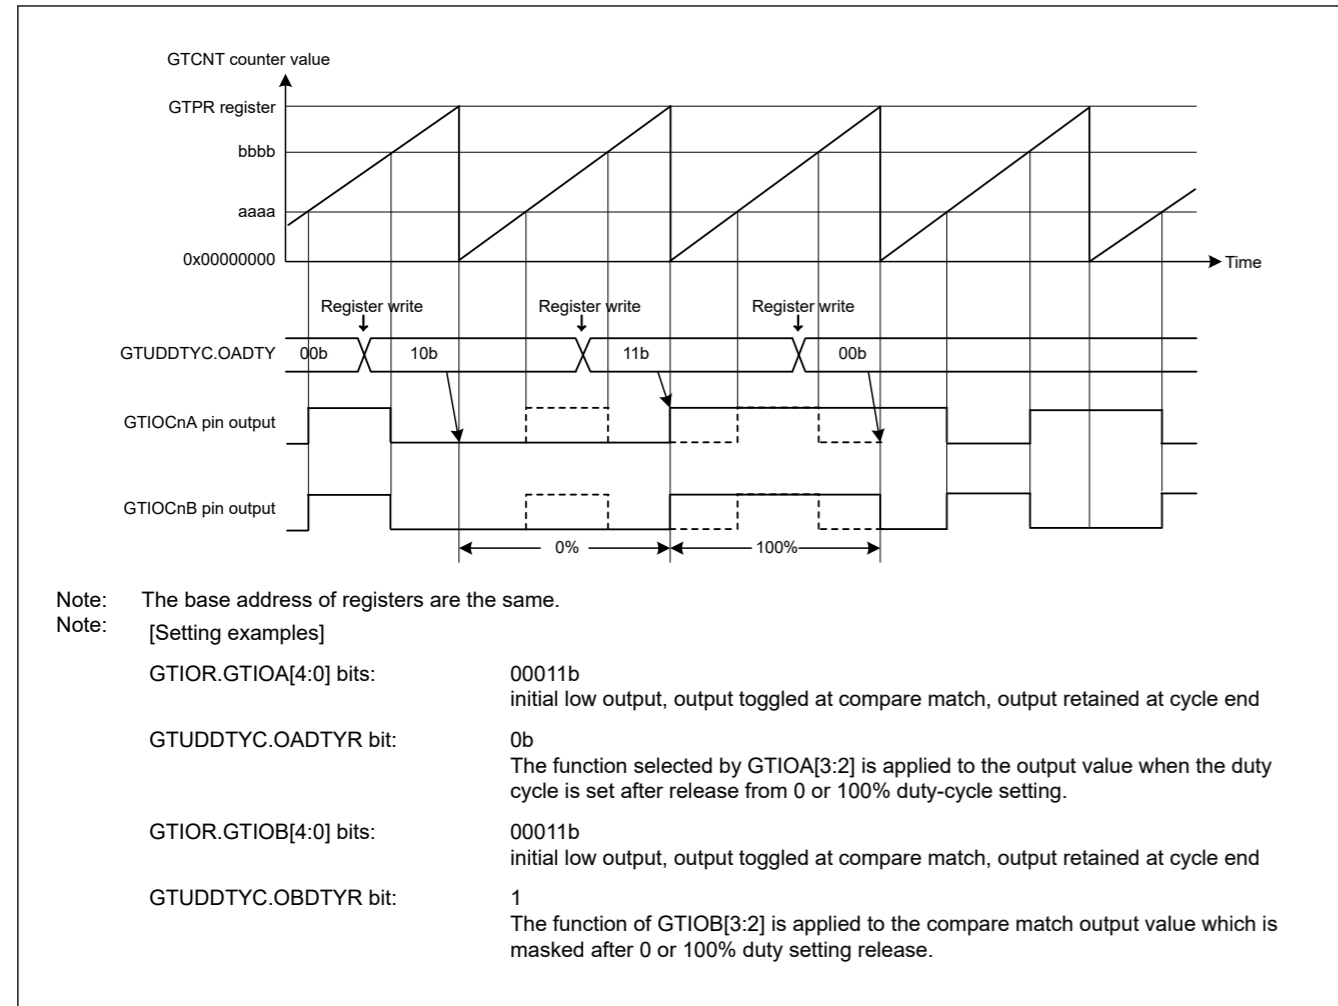 GTCNT counter value
GTPR register
bbbb
aaaa
0x00000000
Time
Register write Register write Register write
GTUDDTYC.OADTY 00b 10b 11b 00b
GTIOCnA pin output
GTIOCnB pin output
0% 100%
Note: The base address of registers are the same.
Note: [Setting examples]
GTIOR.GTIOA[4:0] bits: 00011b
initial low output, output toggled at compare match, output retained at cycle end
GTUDDTYC.OADTYR bit: 0b
The function selected by GTIOA[3:2] is applied to the output value when the duty
cycle is set after release from 0 or 100% duty-cycle setting.
GTIOR.GTIOB[4:0] bits: 00011b
initial low output, output toggled at compare match, output retained at cycle end
GTUDDTYC.OBDTYR bit: 1
The function of GTIOB[3:2] is applied to the compare match output value which is
masked after 0 or 100% duty setting release.